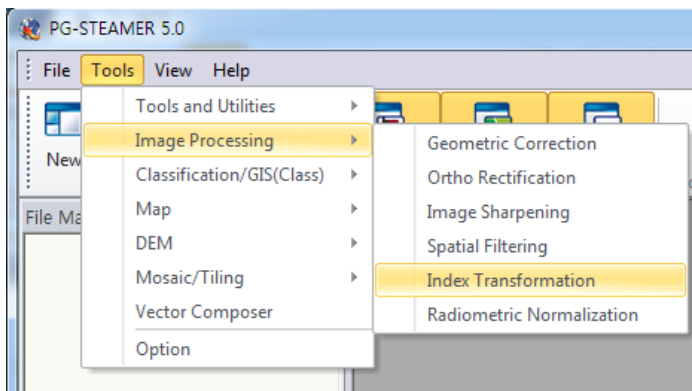 PG-STEAMER 5.0
File Tools View Help
New
File Ma
Tools and Utilities
Image Processing
Classification/GIS(Class)
Map
DEM
Mosaic/Tiling
Vector Composer
Option
Geometric Correction
Ortho Rectification
Image Sharpening
Spatial Filtering
Index Transformation
Radiometric Normalization